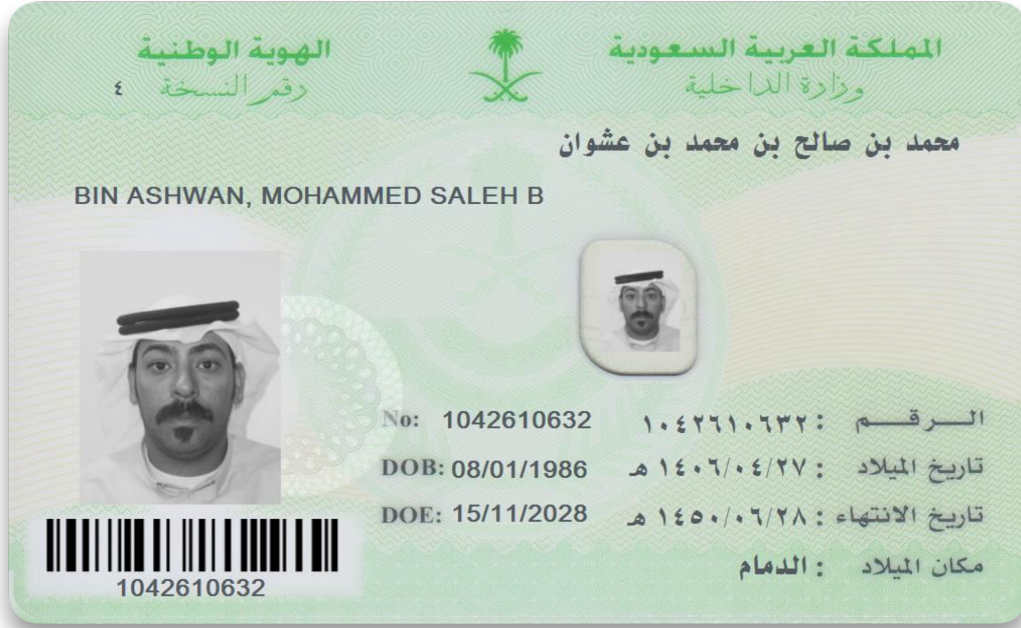 المملكة العربية السعودية
وزارة الداخلية
الهوية الوطنية
رقم النسخة ٤
محمد بن صالح بن محمد بن عشوان
BIN ASHWAN, MOHAMMED SALEH B
الـــرقـــم : ١٠٤٢٦١٠٦٣٢ No: 1042610632
تاريخ الميلاد : ١٤٠٦/٠٤/٢٧ هـ DOB: 08/01/1986
تاريخ الانتهاء : ١٤٥٠/٠٦/٢٨ هـ DOE: 15/11/2028
مكان الميلاد : الدمام
1042610632